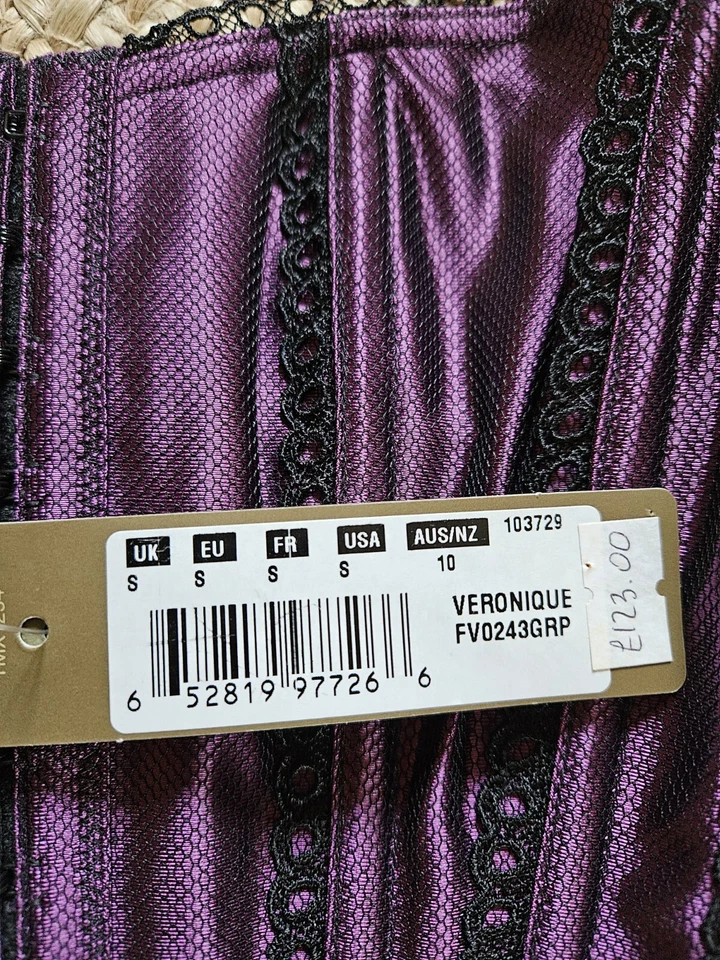 UK EU FR USA AUS/NZ 103729
S S S S 10
VERONIQUE
FV0243GRP
6 52819 97726 6
£123.00